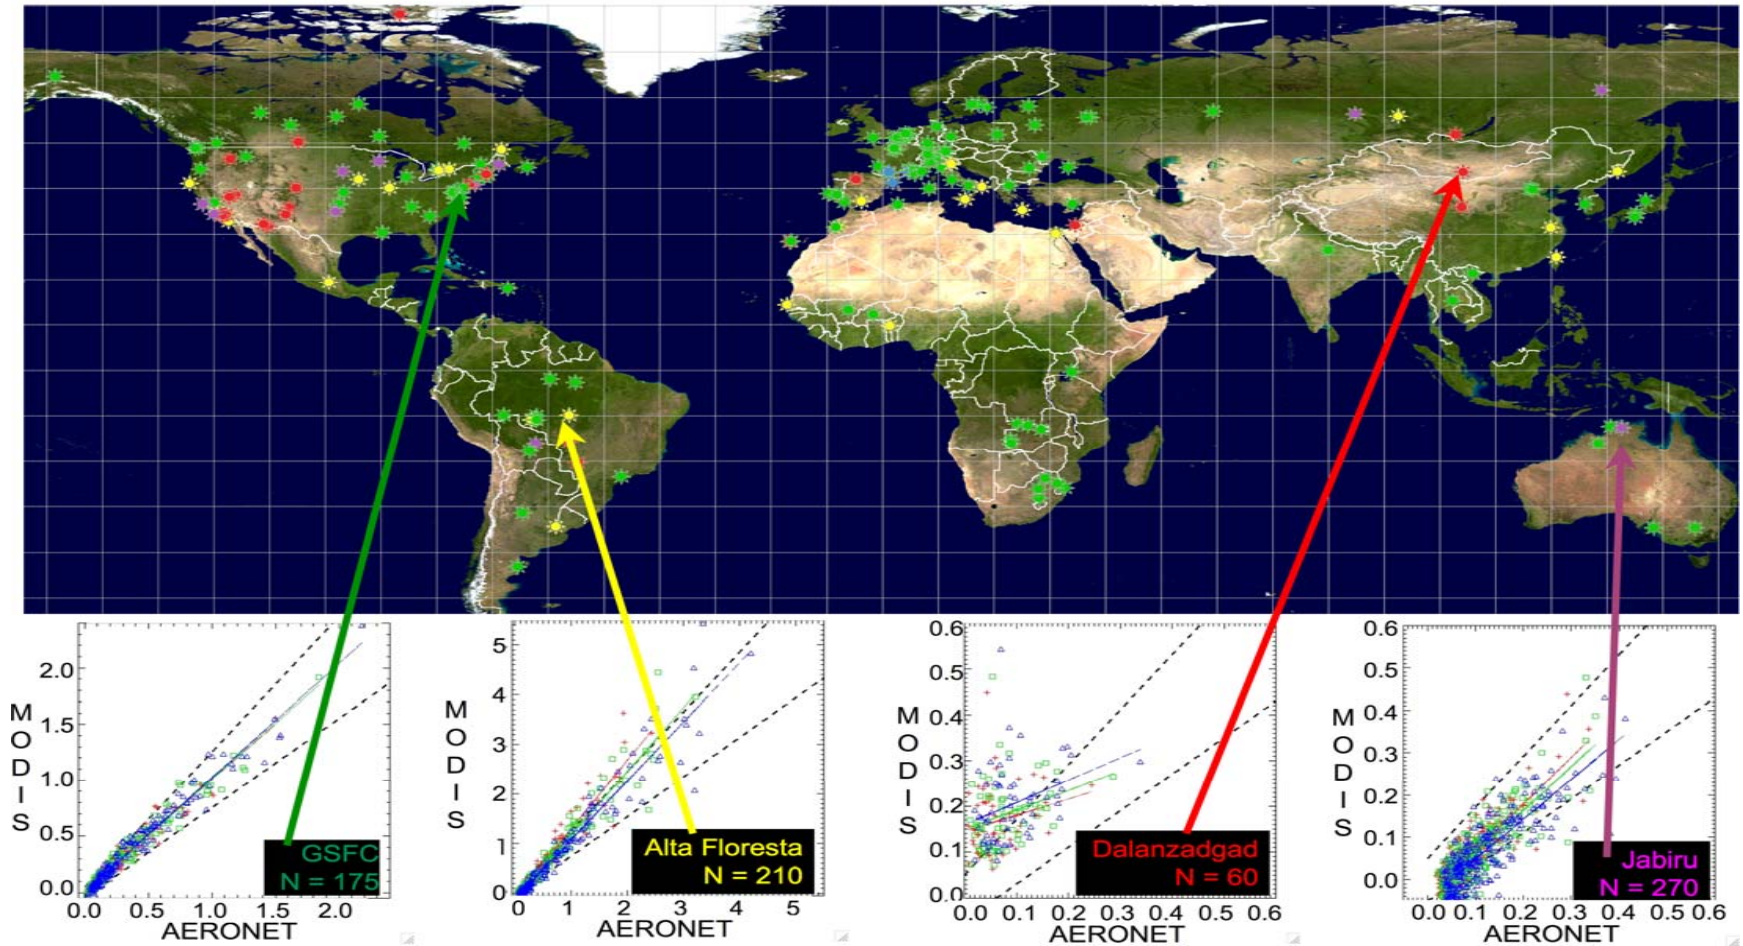 2.0
1.5
1.0
0.5
0.0
MODIS
0.0 0.5 1.0 1.5 2.0
AERONET
GSFC
N = 175
5
4
3
2
1
0
MODIS
0 1 2 3 4 5
AERONET
Alta Floresta
N = 210
0.6
0.5
0.4
0.3
0.2
0.1
0.0
MODIS
0.0 0.1 0.2 0.3 0.4 0.5 0.6
AERONET
Dalanzadgad
N = 60
0.6
0.5
0.4
0.3
0.2
0.1
0.0
MODIS
0.0 0.1 0.2 0.3 0.4 0.5 0.6
AERONET
Jabiru
N = 270